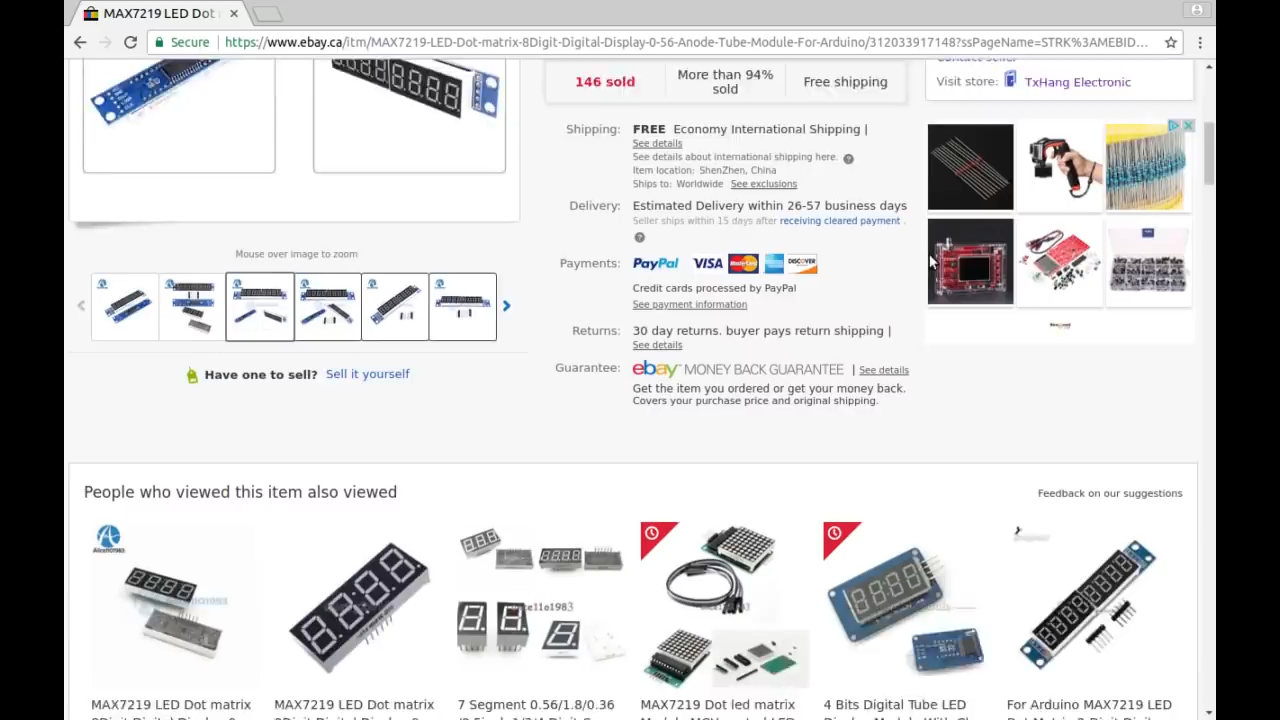 MAX7219 LED Dot
Secure
https://www.ebay.ca/itm/MAX7219-LED-Dot-matrix-8Digit-Digital-Display-0-56-Anode-Tube-Module-For-Arduino/312033917148?ssPageName=STRK%3AMEBID...
146 sold
More than 94%
sold
Free shipping
Contact seller
Visit store: TxHang Electronic
Shipping: FREE Economy International Shipping |
See details
See details about international shipping here.
Item location: ShenZhen, China
Ships to: Worldwide See exclusions
Delivery: Estimated Delivery within 26-57 business days
Seller ships within 15 days after receiving cleared payment .
Mouse over image to zoom
Payments: PayPal VISA MasterCard DISCOVER
Credit cards processed by PayPal
See payment information
Returns: 30 day returns. buyer pays return shipping |
See details
Guarantee: ebay MONEY BACK GUARANTEE | See details
Get the item you ordered or get your money back.
Covers your purchase price and original shipping.
Have one to sell? Sell it yourself
People who viewed this item also viewed
Feedback on our suggestions
Alice1101983
MAX7219 LED Dot matrix
MAX7219 LED Dot matrix
7 Segment 0.56/1.8/0.36
MAX7219 Dot led matrix
4 Bits Digital Tube LED
For Arduino MAX7219 LED